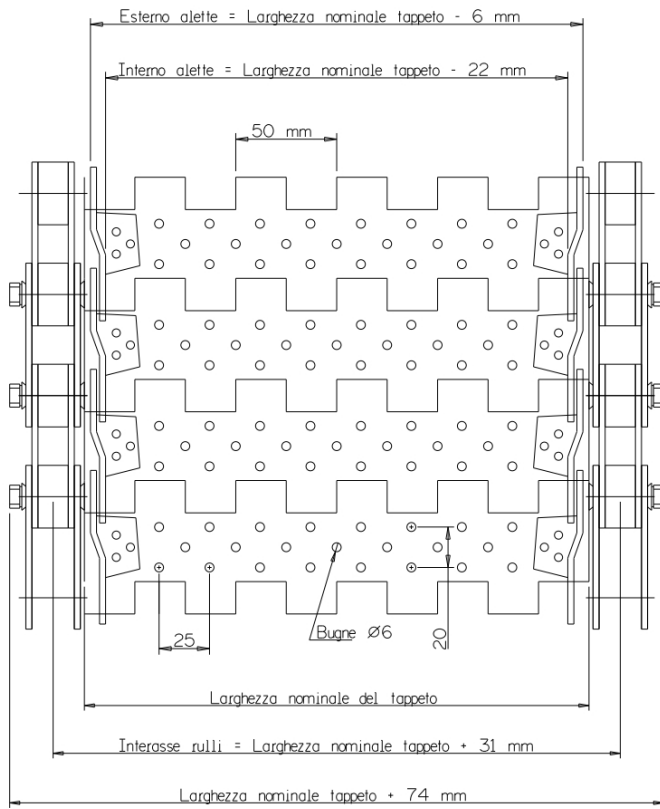 Esterno alette = Larghezza nominale tappeto - 6 mm
Interno alette = Larghezza nominale tappeto - 22 mm
50 mm
Bugne Ø6
20
25
Larghezza nominale del tappeto
Interasse rulli = Larghezza nominale tappeto + 31 mm
Larghezza nominale tappeto + 74 mm